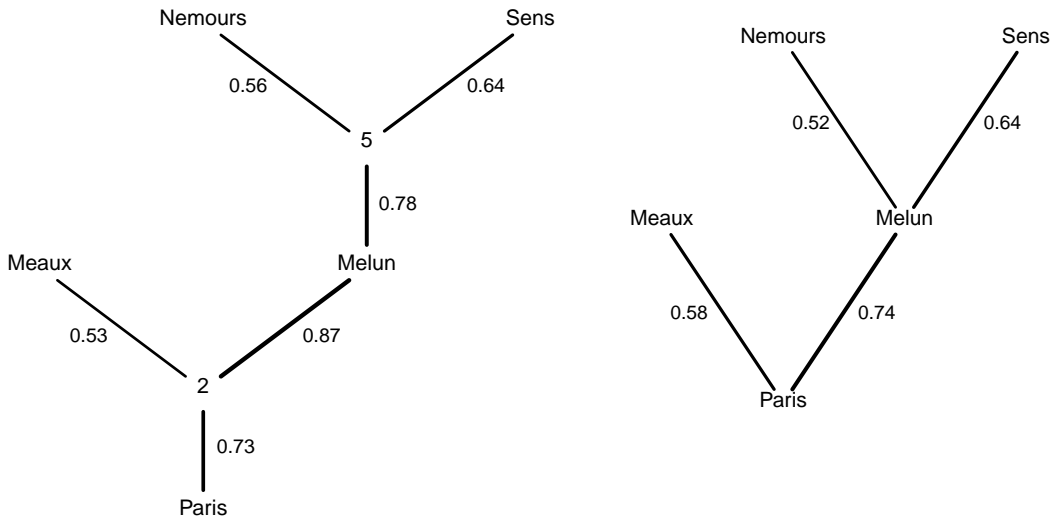 Nemours
Sens
0.56
0.64
5
0.78
Meaux
Melun
0.53
0.87
2
0.73
Paris
Nemours
Sens
0.52
0.64
Meaux
Melun
0.58
0.74
Paris